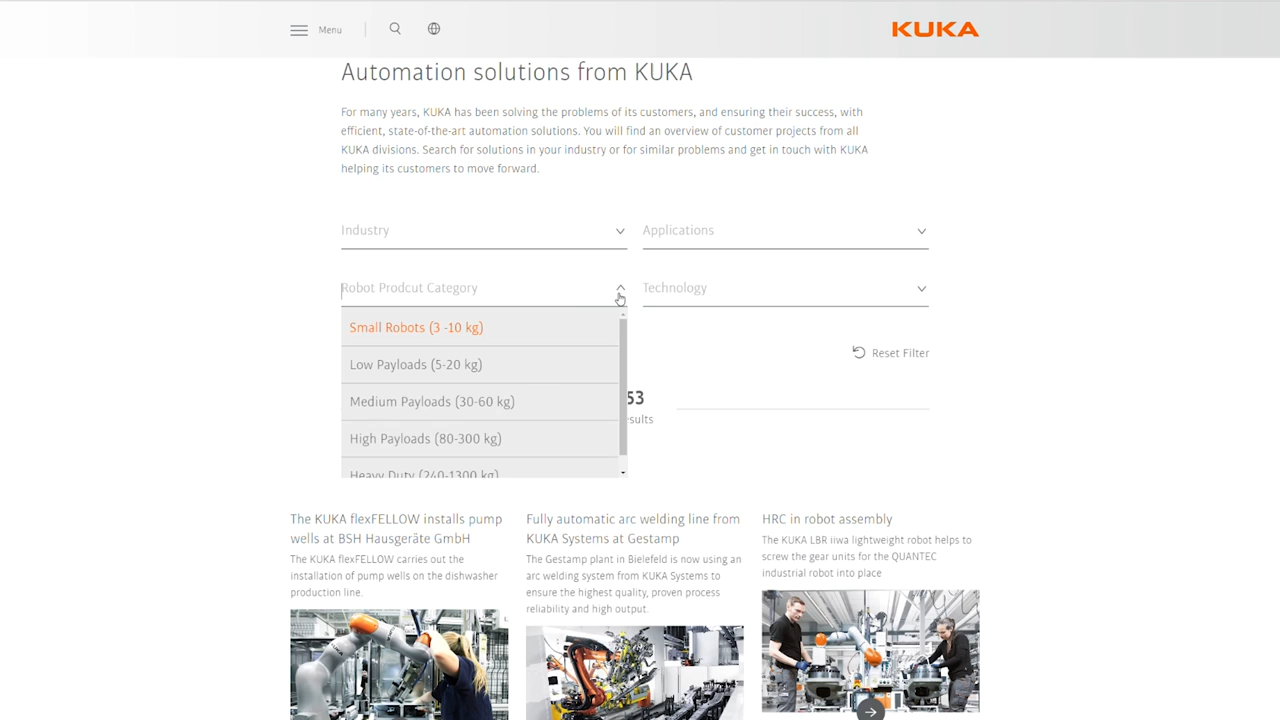 Menu
KUKA
Automation solutions from KUKA
For many years, KUKA has been solving the problems of its customers, and ensuring their success, with
efficient, state-of-the-art automation solutions. You will find an overview of customer projects from all
KUKA divisions. Search for solutions in your industry or for similar problems and get in touch with KUKA
helping its customers to move forward.
Industry
Applications
Robot Prodcut Category
Technology
Small Robots (3 -10 kg)
Low Payloads (5-20 kg)
Medium Payloads (30-60 kg)
High Payloads (80-300 kg)
Heavy Duty (240-1300 kg)
Reset Filter
53
sults
The KUKA flexFELLOW installs pump
wells at BSH Hausgeräte GmbH
The KUKA flexFELLOW carries out the
installation of pump wells on the dishwasher
production line.
Fully automatic arc welding line from
KUKA Systems at Gestamp
The Gestamp plant in Bielefeld is now using an
arc welding system from KUKA Systems to
ensure the highest quality, proven process
reliability and high output.
HRC in robot assembly
The KUKA LBR iiwa lightweight robot helps to
screw the gear units for the QUANTEC
industrial robot into place